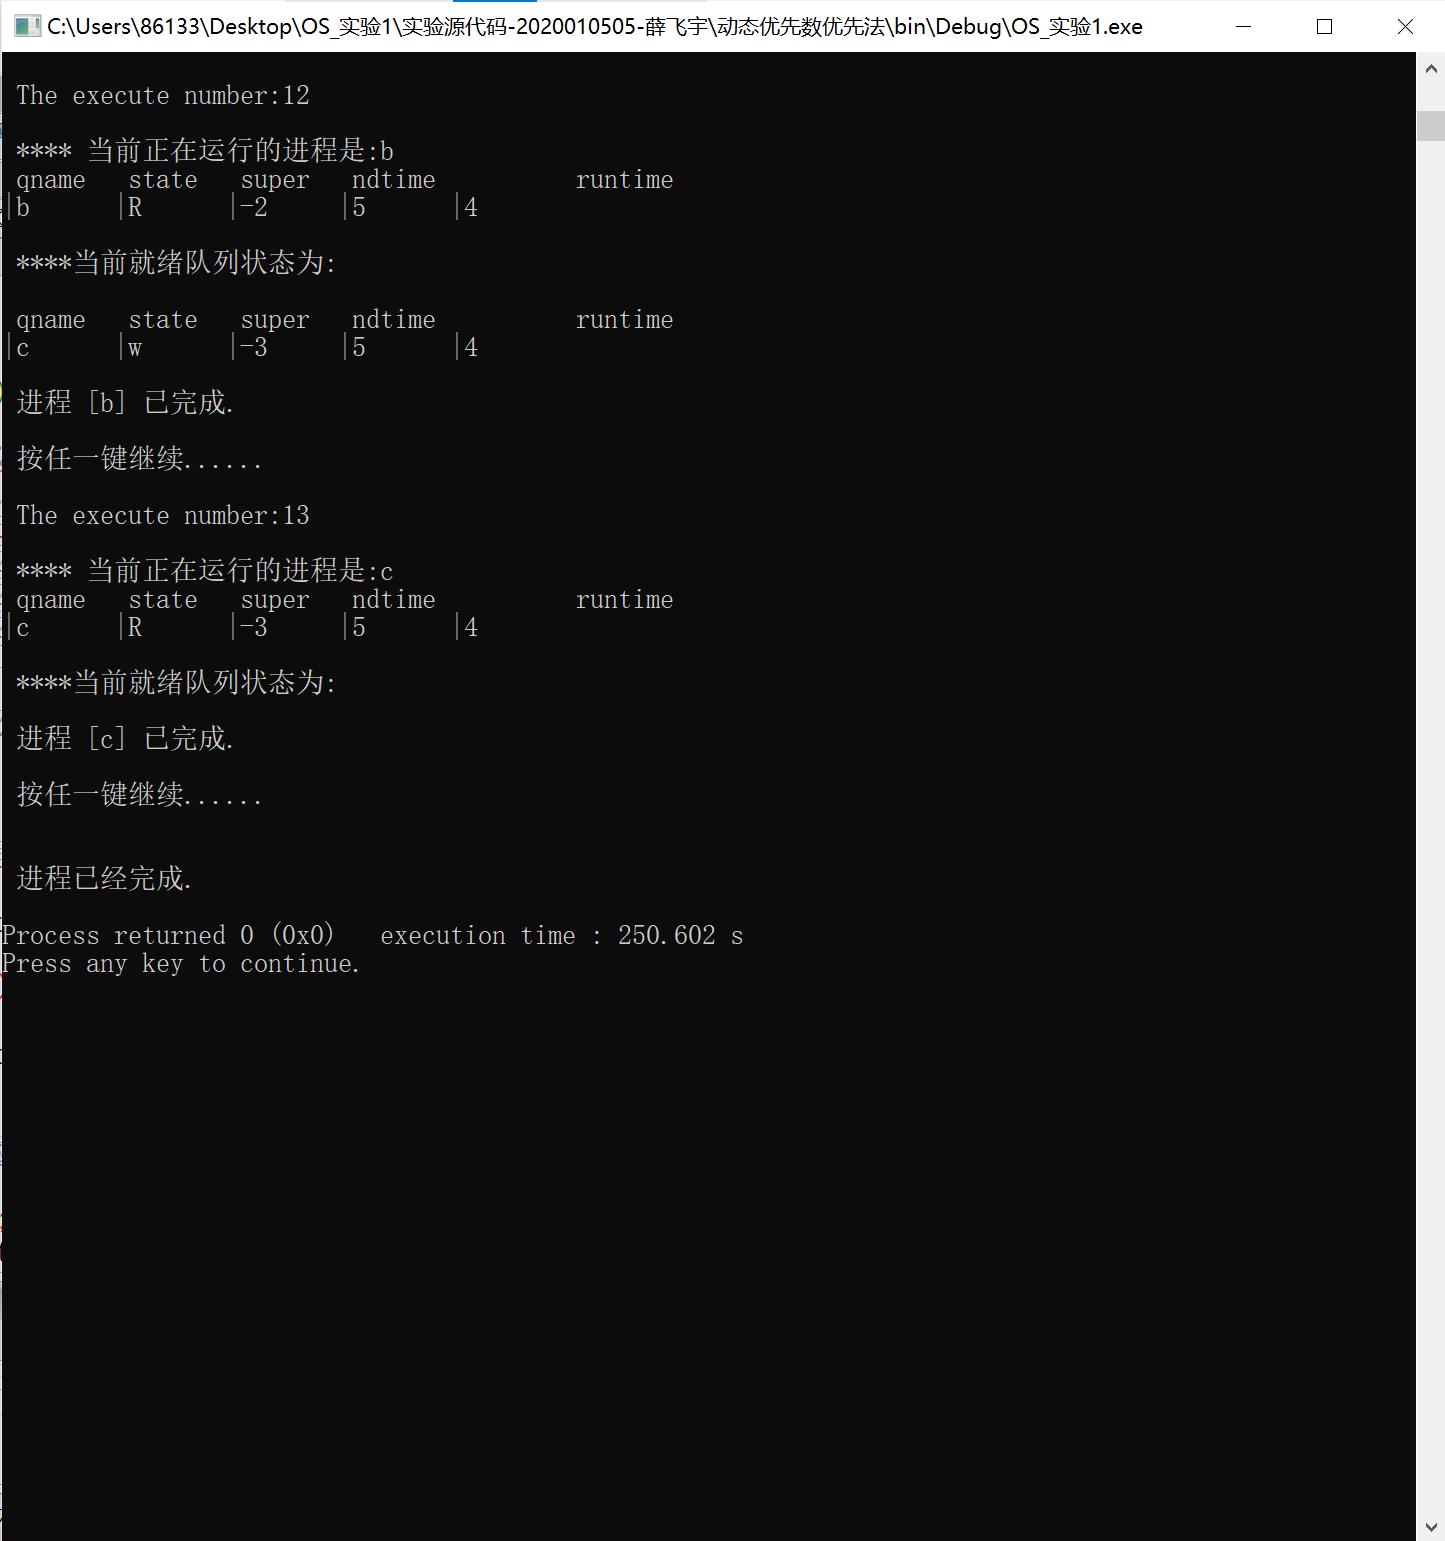 C:\Users\86133\Desktop\OS_实验1\实验源代码-2020010505-薛飞宇\动态优先数优先法\bin\Debug\OS_实验1.exe
The execute number:12
**** 当前正在运行的进程是:b
qname state super ndtime runtime
|b |R |-2 |5 |4
****当前就绪队列状态为:
qname state super ndtime runtime
|c |w |-3 |5 |4
进程 [b] 已完成.
按任一键继续......
The execute number:13
**** 当前正在运行的进程是:c
qname state super ndtime runtime
|c |R |-3 |5 |4
****当前就绪队列状态为:
进程 [c] 已完成.
按任一键继续......
进程已经完成.
Process returned 0 (0x0) execution time : 250.602 s
Press any key to continue.